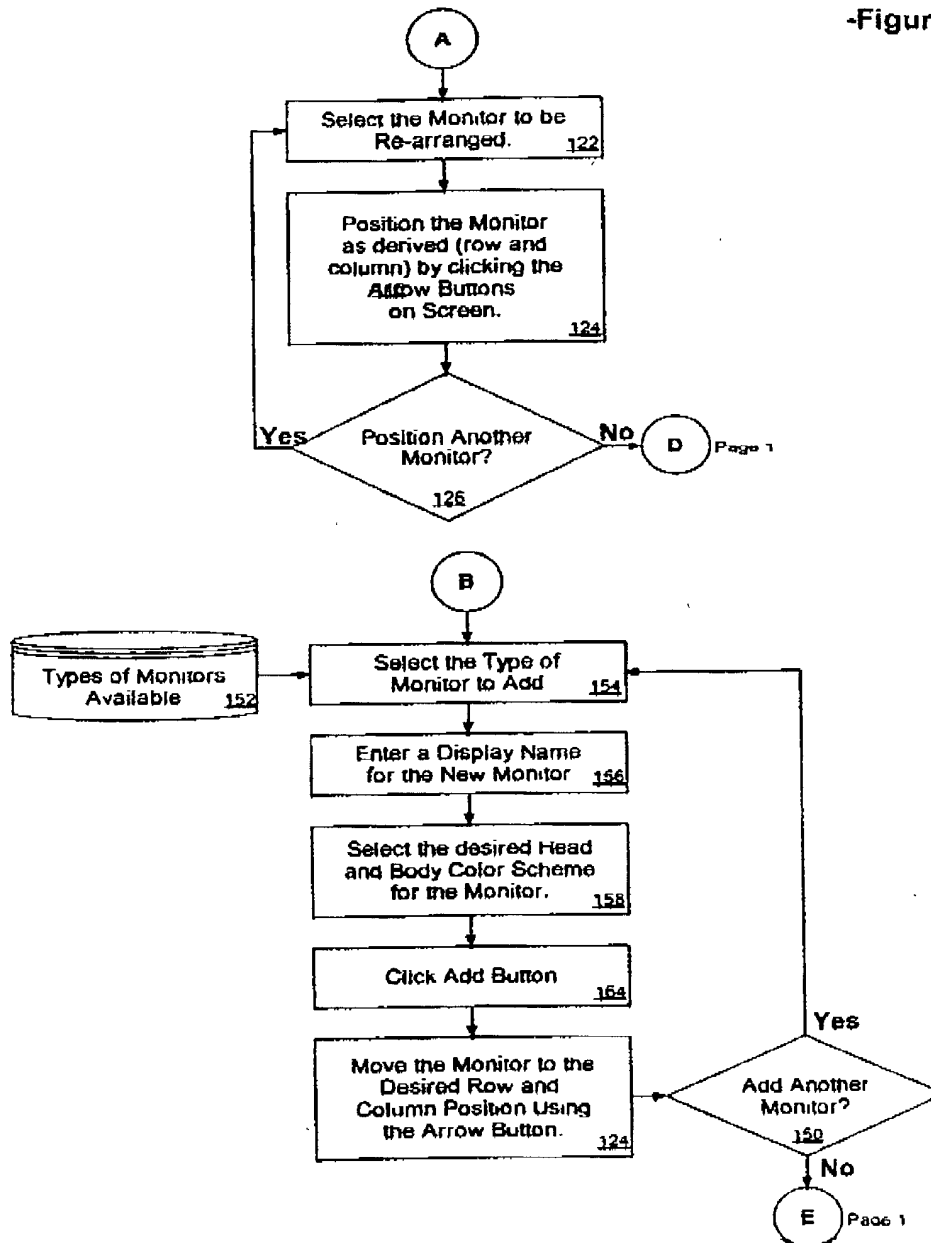 -Figur
A
Select the Monitor to be
Re-arranged.
122
Position the Monitor
as derived (row and
column) by clicking the
Arrow Buttons
on Screen.
124
Yes
Position Another
Monitor?
126
No
D
Page 1
B
Types of Monitors
Available
152
Select the Type of
Monitor to Add
154
Enter a Display Name
for the New Monitor
156
Select the desired Head
and Body Color Scheme
for the Monitor.
158
Click Add Button
164
Move the Monitor to the
Desired Row and
Column Position Using
the Arrow Button.
124
Yes
Add Another
Monitor?
150
No
E
Page 1